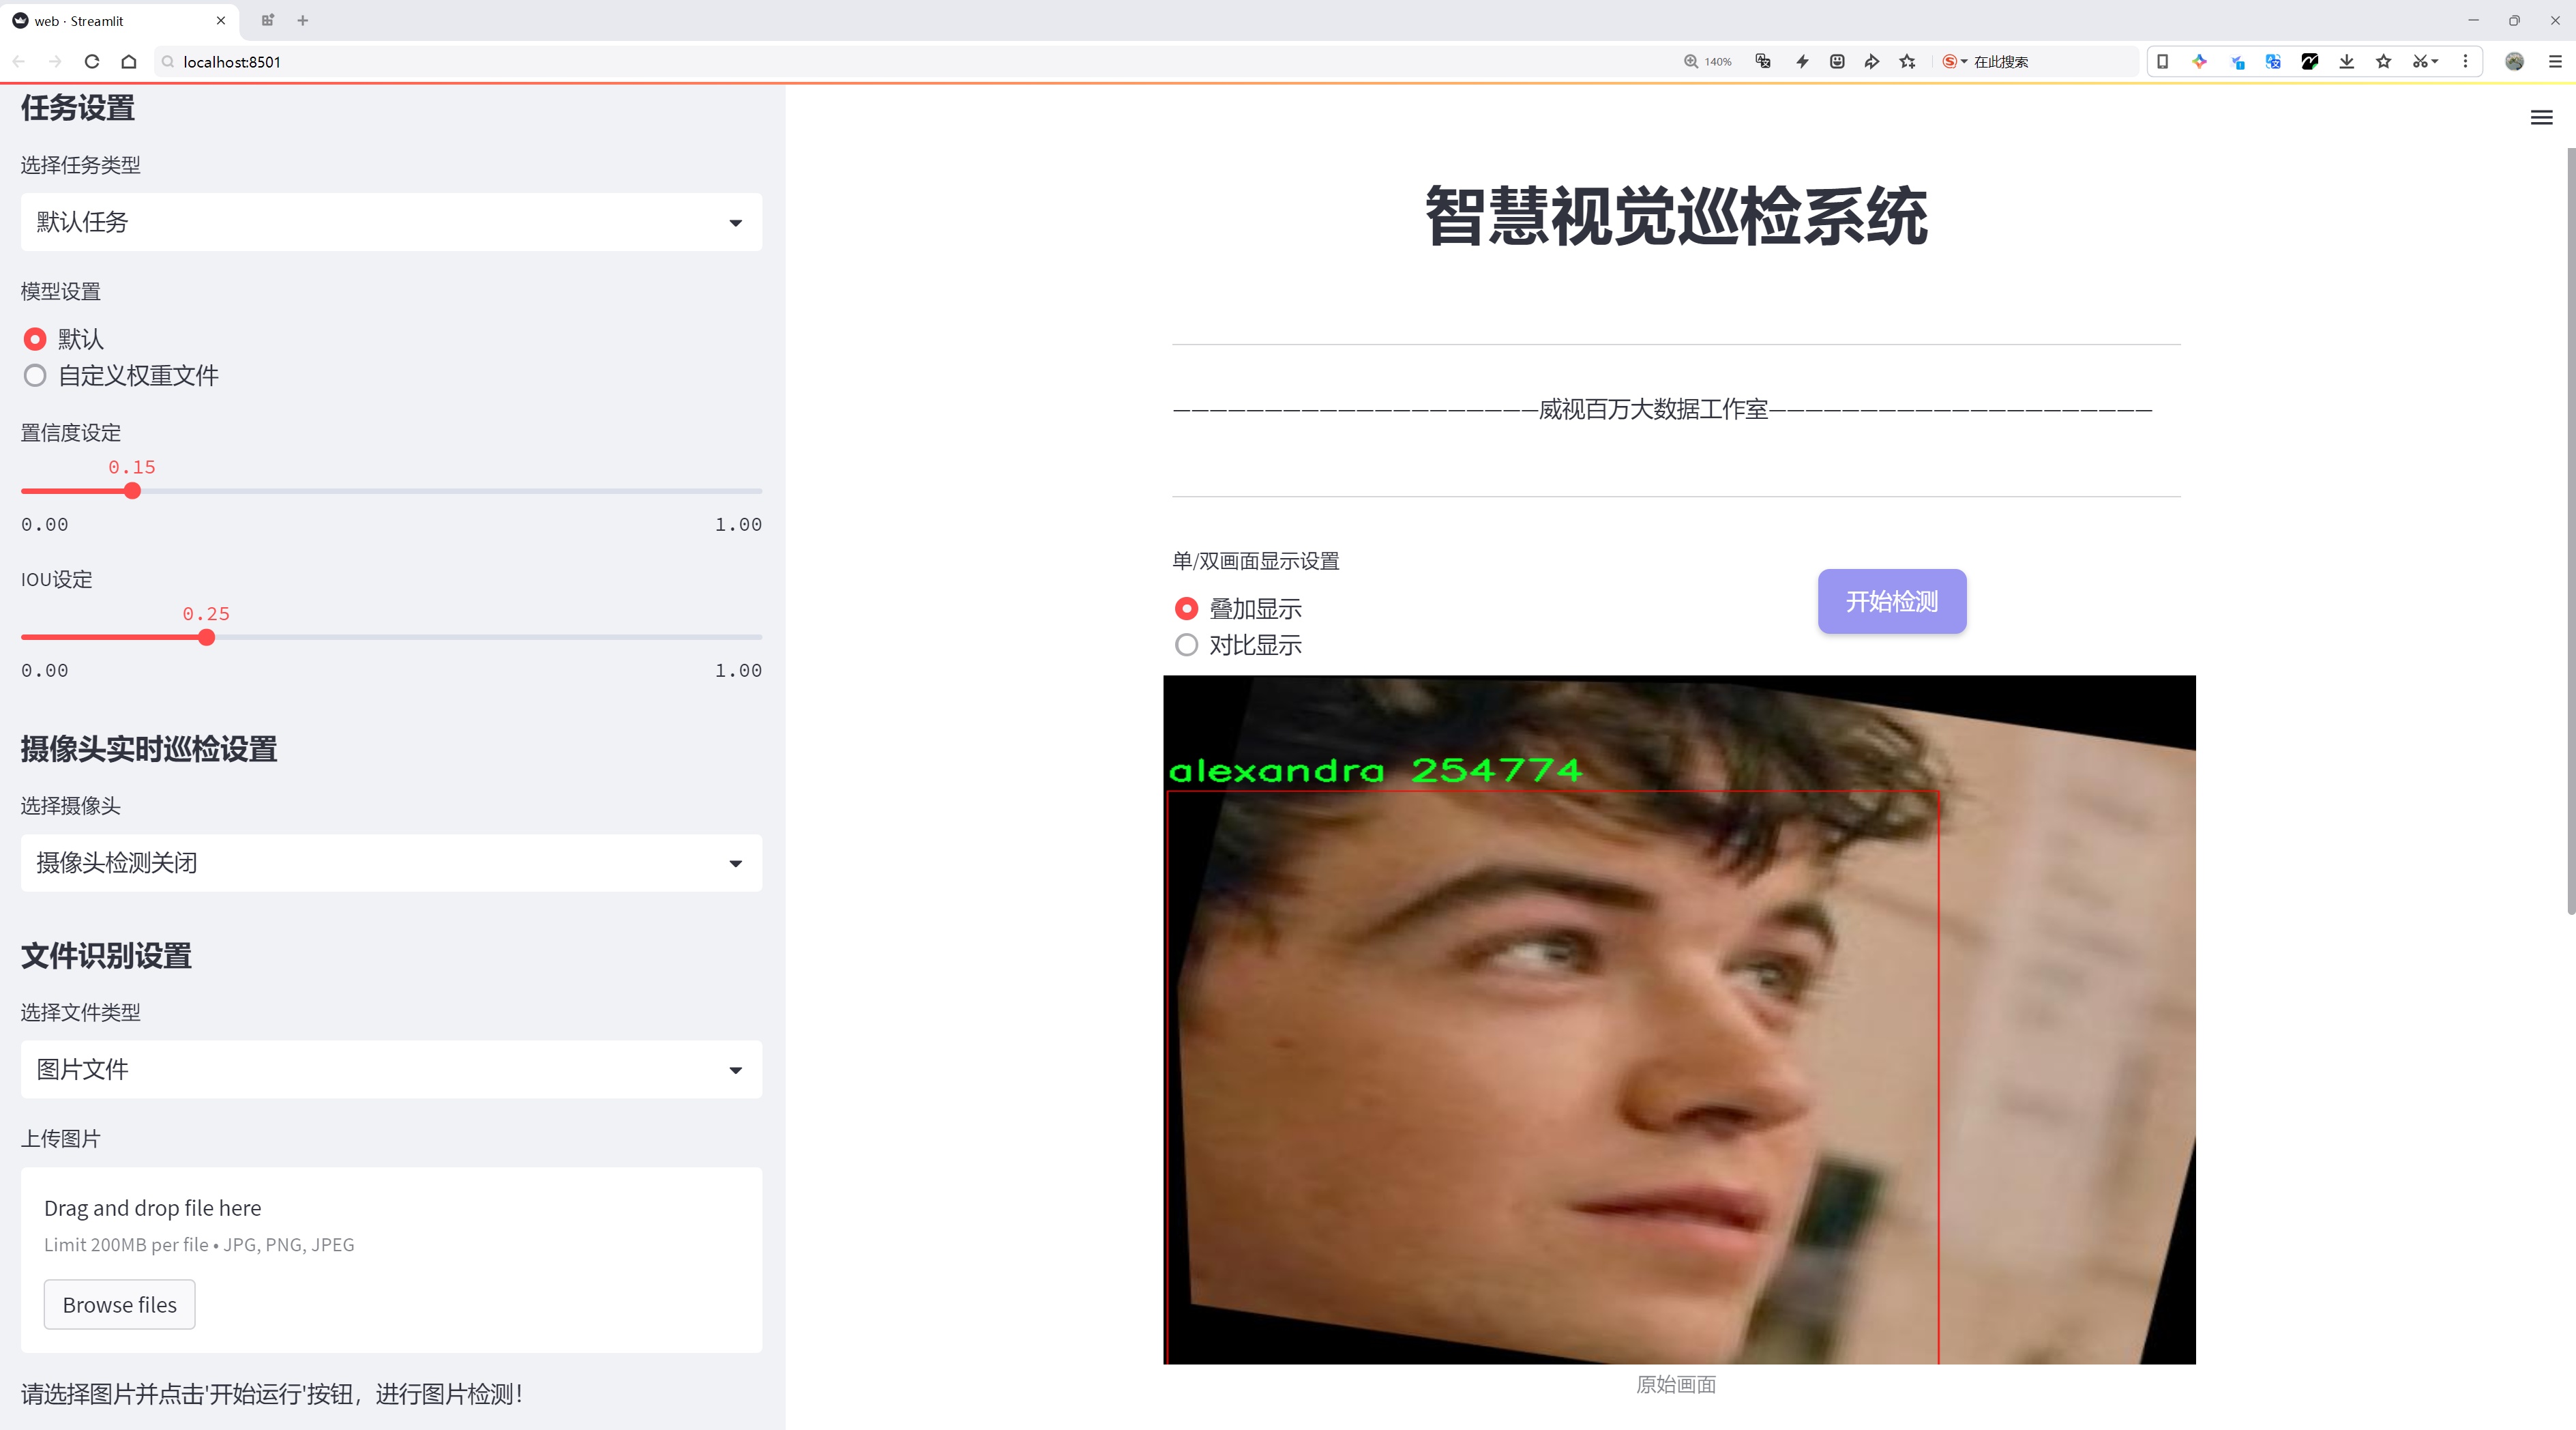 web · Streamlit
localhost:8501
140%
在此搜索
任务设置
选择任务类型
默认任务
模型设置
默认
自定义权重文件
置信度设定
0.15
0.00 1.00
IOU设定
0.25
0.00 1.00
摄像头实时巡检设置
选择摄像头
摄像头检测关闭
文件识别设置
选择文件类型
图片文件
上传图片
Drag and drop file here
Limit 200MB per file • JPG, PNG, JPEG
Browse files
请选择图片并点击'开始运行'按钮，进行图片检测！
智慧视觉巡检系统
————————————————————威视百万大数据工作室—————————————————————
单/双画面显示设置
叠加显示
对比显示
开始检测
alexandra 254774
原始画面